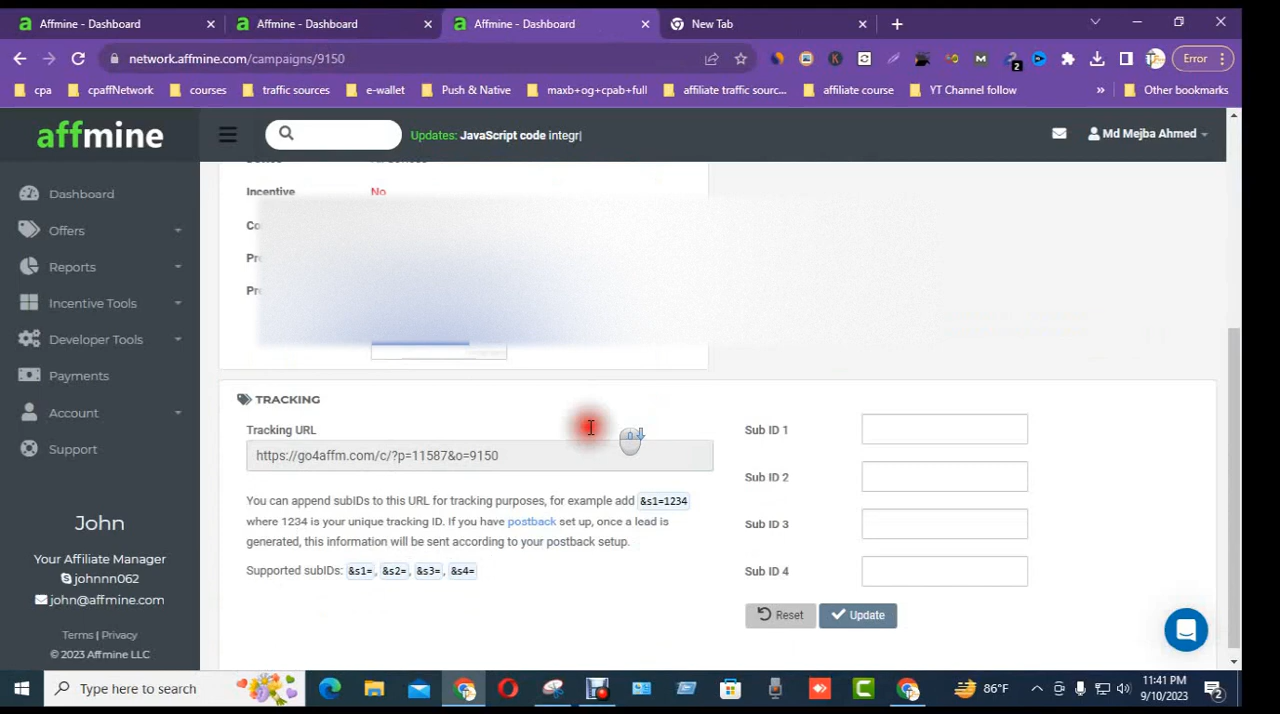 Affmine - Dashboard
Affmine - Dashboard
Affmine - Dashboard
New Tab
network.affmine.com/campaigns/9150
2
Error
cpa
cpaffNetwork
courses
traffic sources
e-wallet
Push & Native
maxb+og+cpab+full
affiliate traffic sourc...
affiliate course
YT Channel follow
»
Other bookmarks
affmine
Updates: JavaScript code integr|
Md Mejba Ahmed
Dashboard
Offers
Reports
Incentive Tools
Developer Tools
Payments
Account
Support
John
Your Affiliate Manager
johnnn062
john@affmine.com
Terms | Privacy
© 2023 Affmine LLC
Incentive No
TRACKING
Tracking URL
https://go4affm.com/c/?p=11587&o=9150
You can append subIDs to this URL for tracking purposes, for example add &s1=1234
where 1234 is your unique tracking ID. If you have postback set up, once a lead is
generated, this information will be sent according to your postback setup.
Supported subIDs: &s1= , &s2= , &s3= , &s4=
Sub ID 1
Sub ID 2
Sub ID 3
Sub ID 4
Reset
Update
Type here to search
86°F
11:41 PM
9/10/2023
2